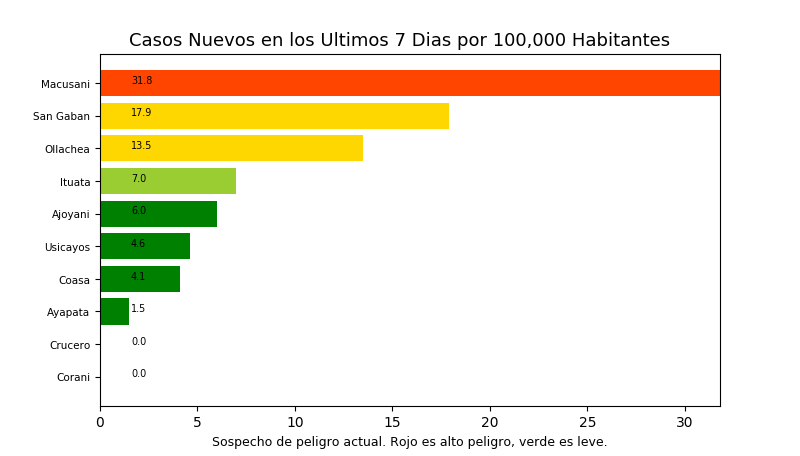 Casos Nuevos en los Ultimos 7 Dias por 100,000 Habitantes
Macusani 31.8
San Gaban 17.9
Ollachea 13.5
Ituata 7.0
Ajoyani 6.0
Usicayos 4.6
Coasa 4.1
Ayapata 1.5
Crucero 0.0
Corani 0.0
0 5 10 15 20 25 30
Sospecho de peligro actual. Rojo es alto peligro, verde es leve.